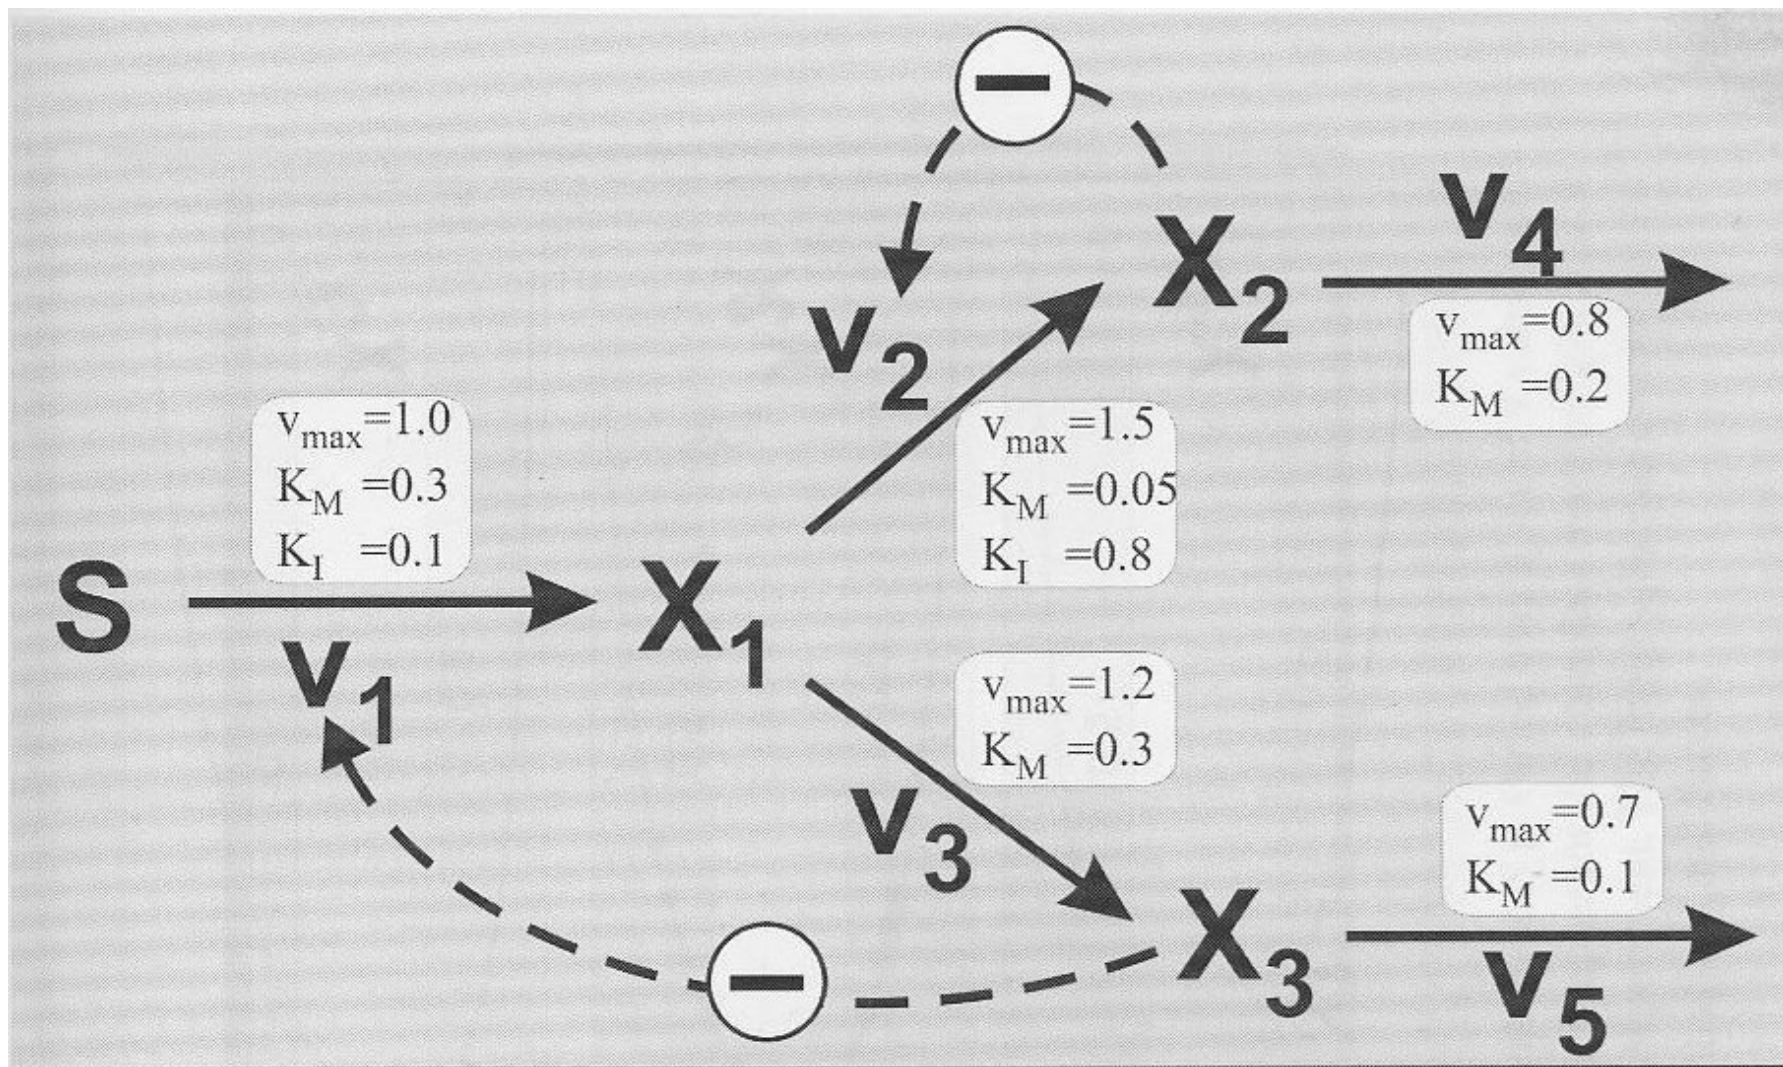 −
X2
v4
vmax=0.8
KM =0.2
v2
vmax=1.0
KM =0.3
KI =0.1
vmax=1.5
KM =0.05
KI =0.8
S
X1
v1
vmax=1.2
KM =0.3
v3
vmax=0.7
KM =0.1
X3
v5
−